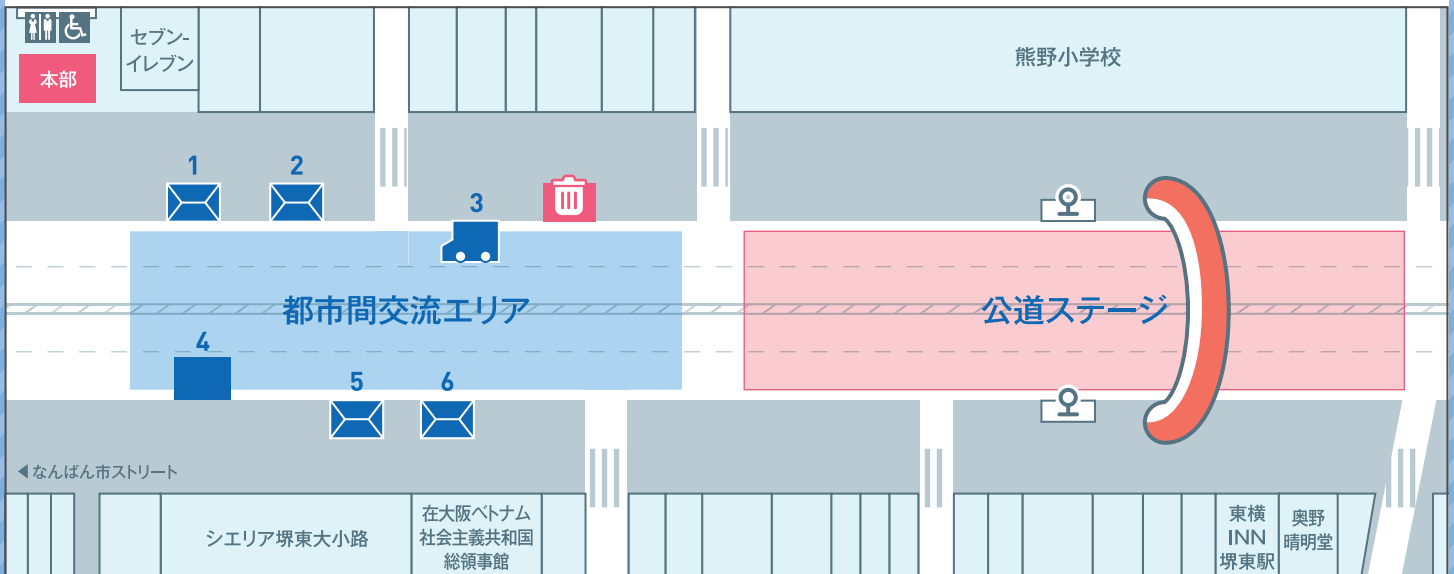 セブン-
イレブン
本部
熊野小学校
1
2
3
都市間交流エリア
公道ステージ
4
5
6
◀なんばん市ストリート
シエリア堺東大小路
在大阪ベトナム
社会主義共和国
総領事館
東横
INN
堺東駅
奥野
晴明堂